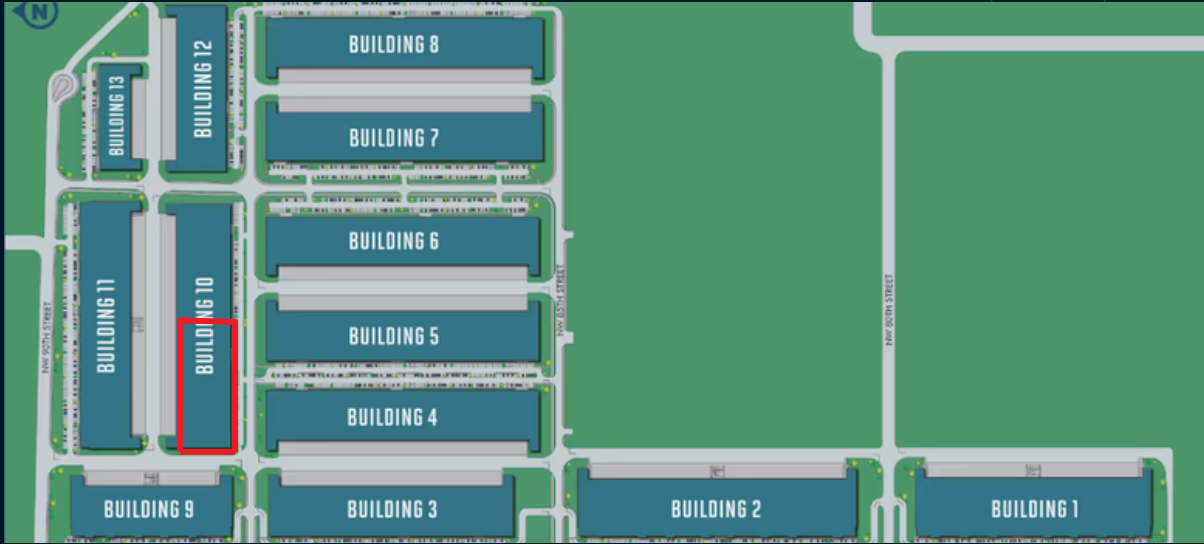 N
BUILDING 12
BUILDING 8
BUILDING 13
BUILDING 7
BUILDING 6
BUILDING 11
BUILDING 10
BUILDING 5
NW 90TH STREET
NW 85TH STREET
NW 80TH STREET
BUILDING 4
BUILDING 9
BUILDING 3
BUILDING 2
BUILDING 1